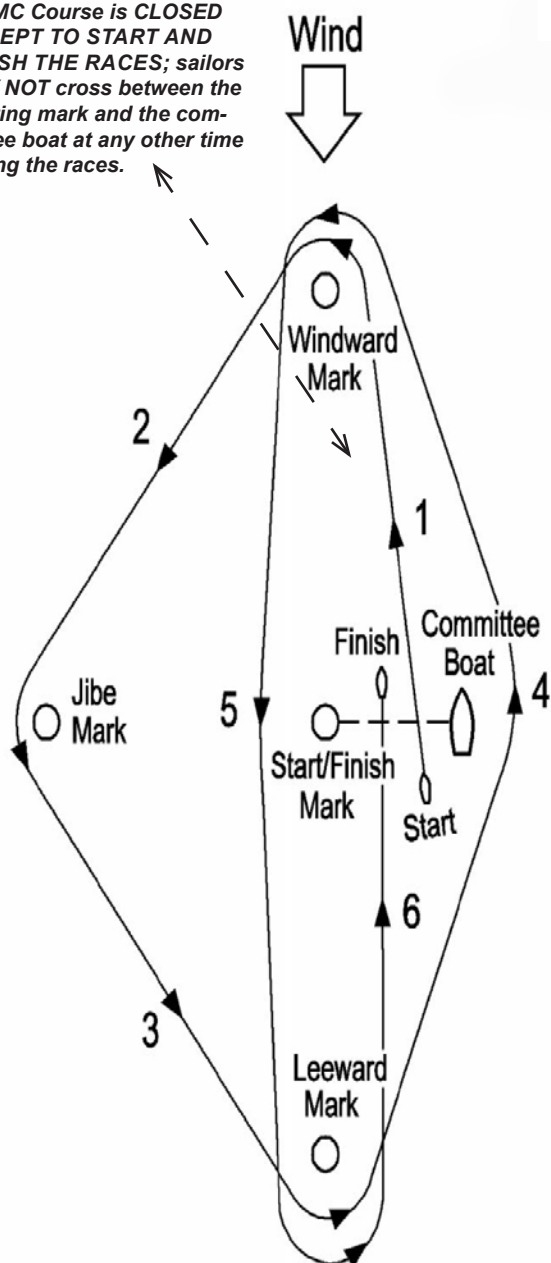 MC Course is CLOSED
EPT TO START AND
SH THE RACES; sailors
NOT cross between the
ing mark and the com-
ee boat at any other time
ng the races.
Wind
Windward
Mark
2
1
Finish
Committee
Boat
Jibe
Mark
5
4
Start/Finish
Mark
Start
6
3
Leeward
Mark